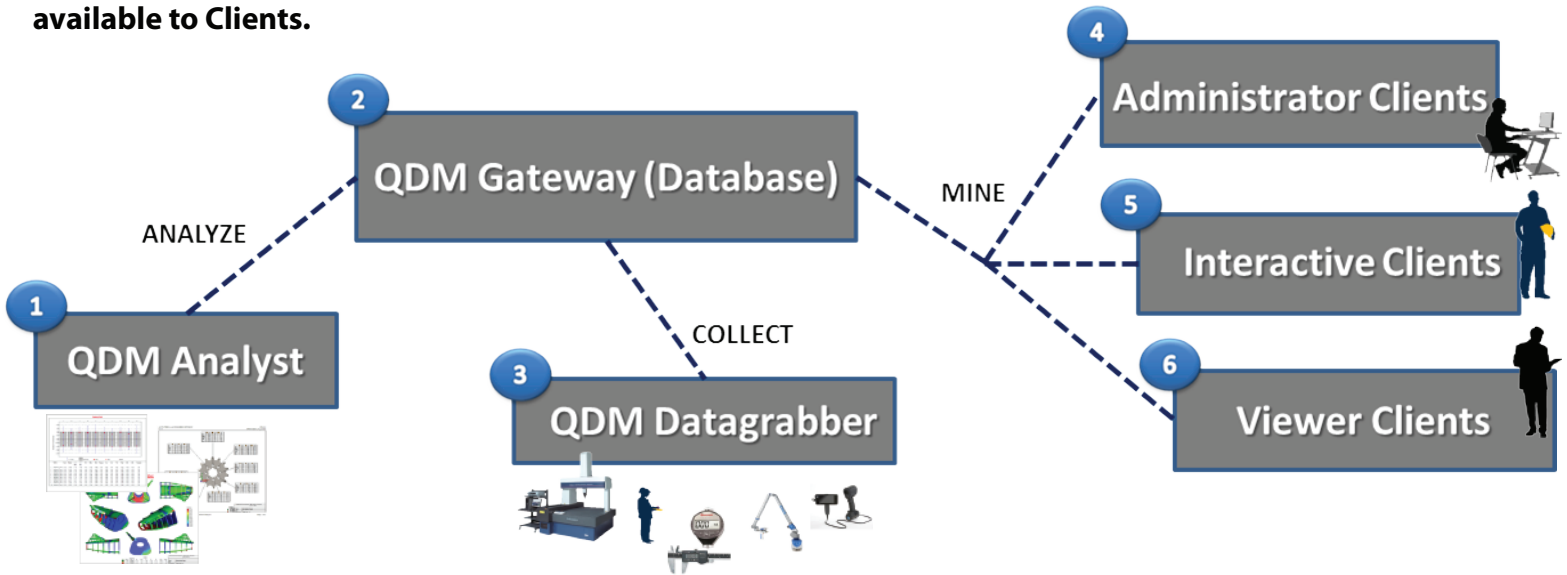 available to Clients.
4
Administrator Clients
2
QDM Gateway (Database)
MINE
5
Interactive Clients
ANALYZE
1
QDM Analyst
COLLECT
3
QDM Datagrabber
6
Viewer Clients